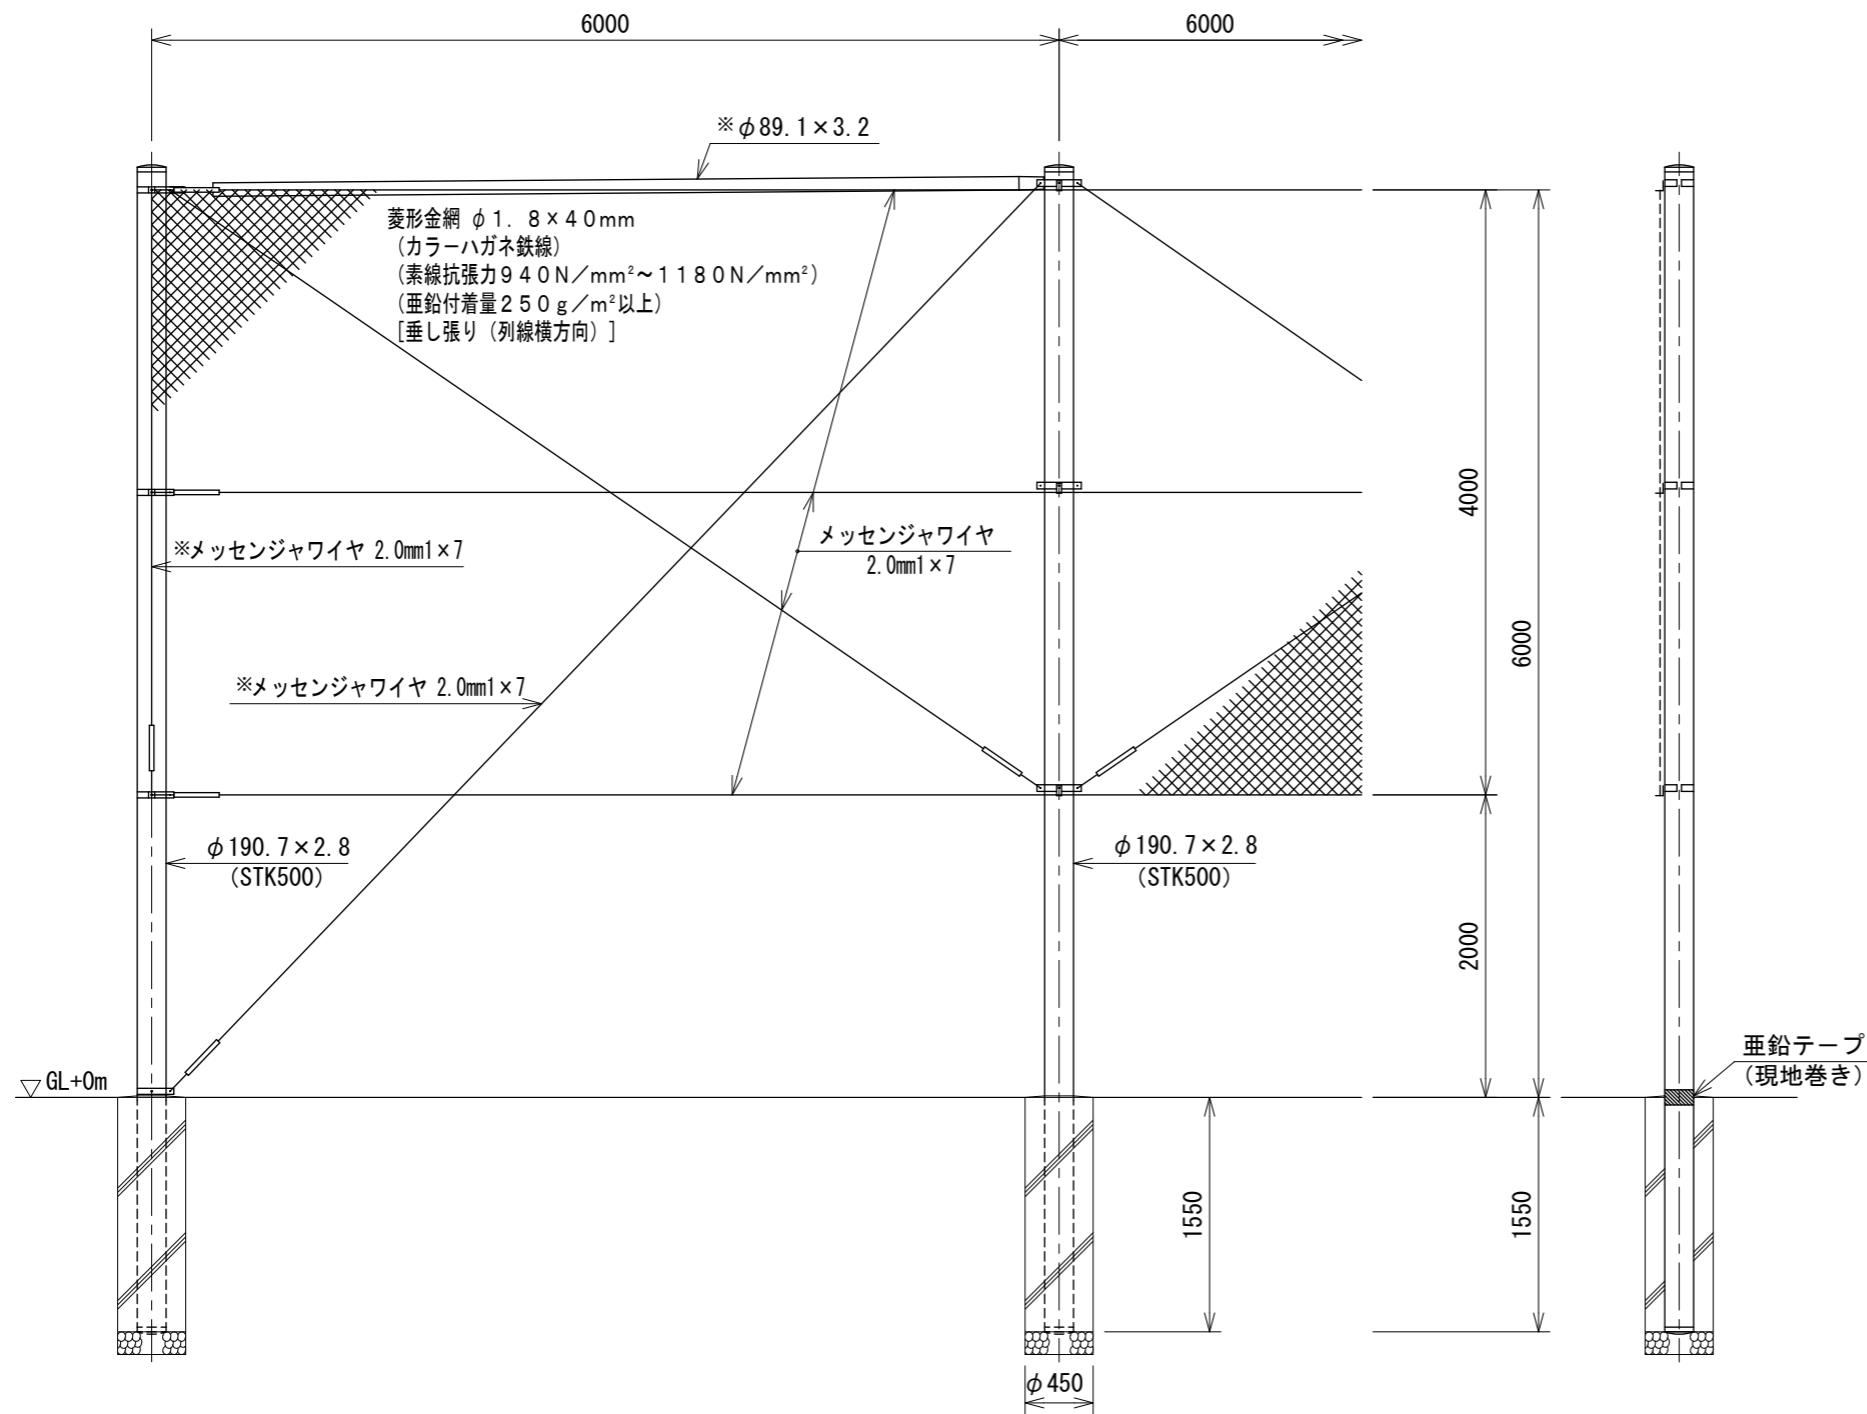 6000
6000
※φ89.1×3.2
菱形金網 φ1.8×40mm
(カラーハガネ鉄線)
(素線抗張力940N/mm²～1180N/mm²)
(亜鉛付着量250g/m²以上)
[垂し張り (列線横方向) ]
※メッセンジャワイヤ 2.0mm1×7
メッセンジャワイヤ
2.0mm1×7
4000
6000
※メッセンジャワイヤ 2.0mm1×7
φ190.7×2.8
(STK500)
φ190.7×2.8
(STK500)
2000
亜鉛テープ
(現地巻き)
GL+0m
1550
1550
φ450